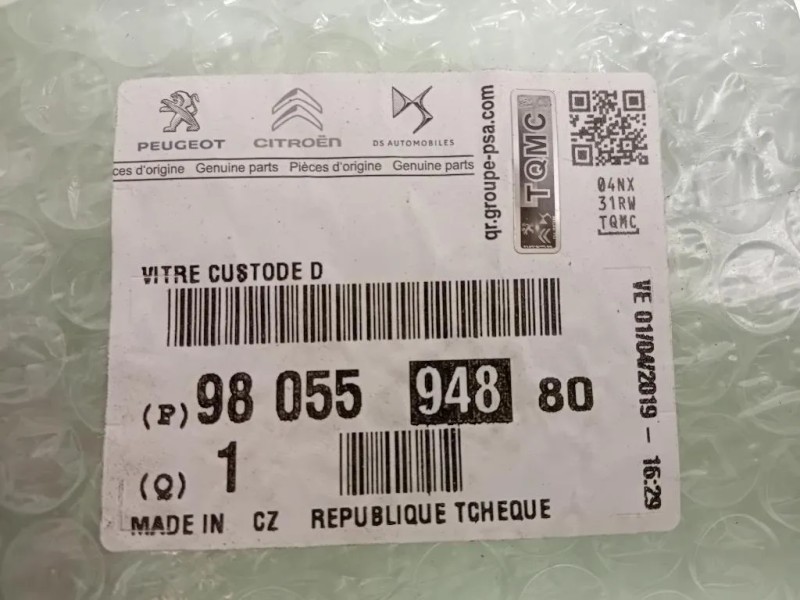 PEUGEOT CITROËN DS AUTOMOBILES
ces d'origine Genuine parts Pièces d'origine Genuine parts
qr.groupe-psa.com
TQMC
04NX
31RW
TQMC
VITRE CUSTODE D
(P) 98 055 948 80
(Q) 1
MADE IN CZ REPUBLIQUE TCHEQUE
VE 01/04/2019 - 16:29